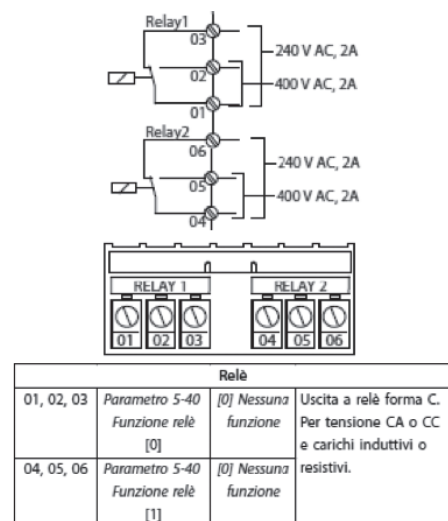 Relay1
03
240 V AC, 2A
02
400 V AC, 2A
01
Relay2
06
240 V AC, 2A
05
400 V AC, 2A
04
RELAY 1 RELAY 2
01 02 03 04 05 06
Relè
01, 02, 03 Parametro 5-40 [0] Nessuna Uscita a relè forma C.
Funzione relè funzione Per tensione CA o CC
[0] e carichi induttivi o
04, 05, 06 Parametro 5-40 [0] Nessuna resistivi.
Funzione relè funzione
[1]